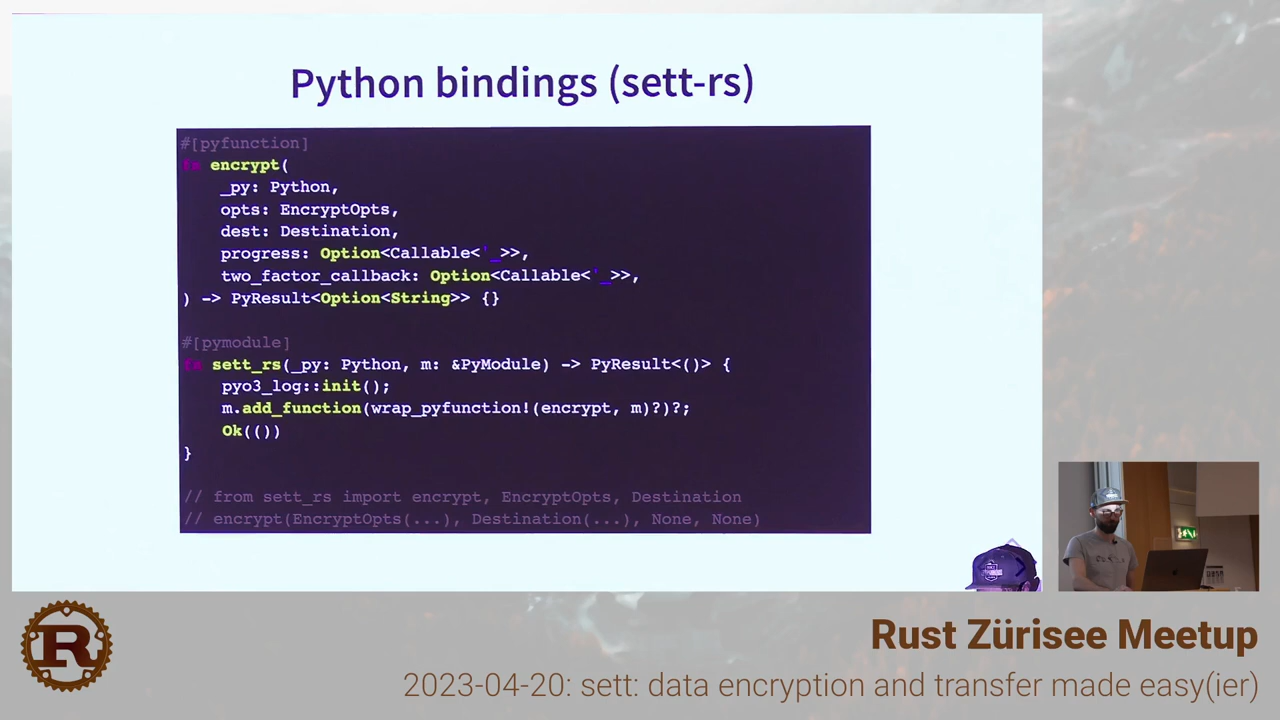 Python bindings (sett-rs)
#[pyfunction]
fn encrypt(
_py: Python,
opts: EncryptOpts,
dest: Destination,
progress: Option<Callable<'_>>,
two_factor_callback: Option<Callable<'_>>,
) -> PyResult<Option<String>> {}
#[pymodule]
fn sett_rs(_py: Python, m: &PyModule) -> PyResult<()> {
pyo3_log::init();
m.add_function(wrap_pyfunction!(encrypt, m)?)?;
Ok(())
}
// from sett_rs import encrypt, EncryptOpts, Destination
// encrypt(EncryptOpts(...), Destination(...), None, None)
R
Rust Zürisee Meetup
2023-04-20: sett: data encryption and transfer made easy(ier)